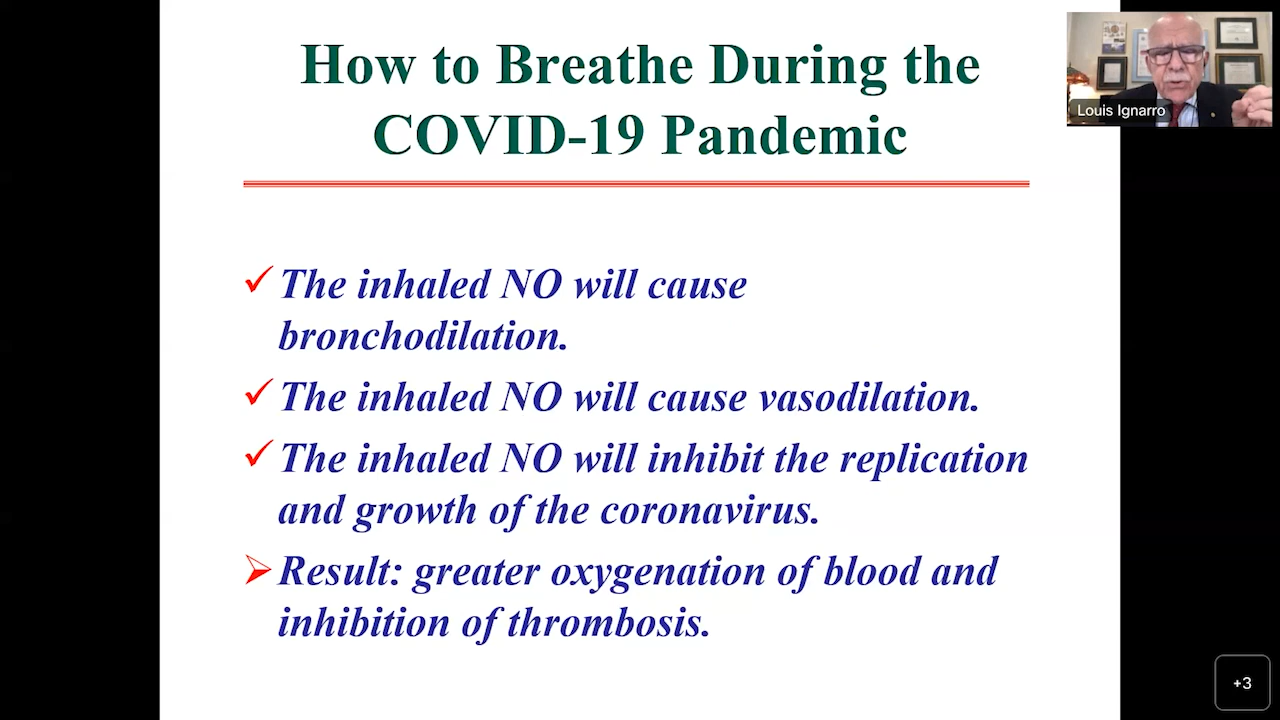 How to Breathe During the
COVID-19 Pandemic
Louis Ignarro
The inhaled NO will cause
bronchodilation.
The inhaled NO will cause vasodilation.
The inhaled NO will inhibit the replication
and growth of the coronavirus.
Result: greater oxygenation of blood and
inhibition of thrombosis.
+3